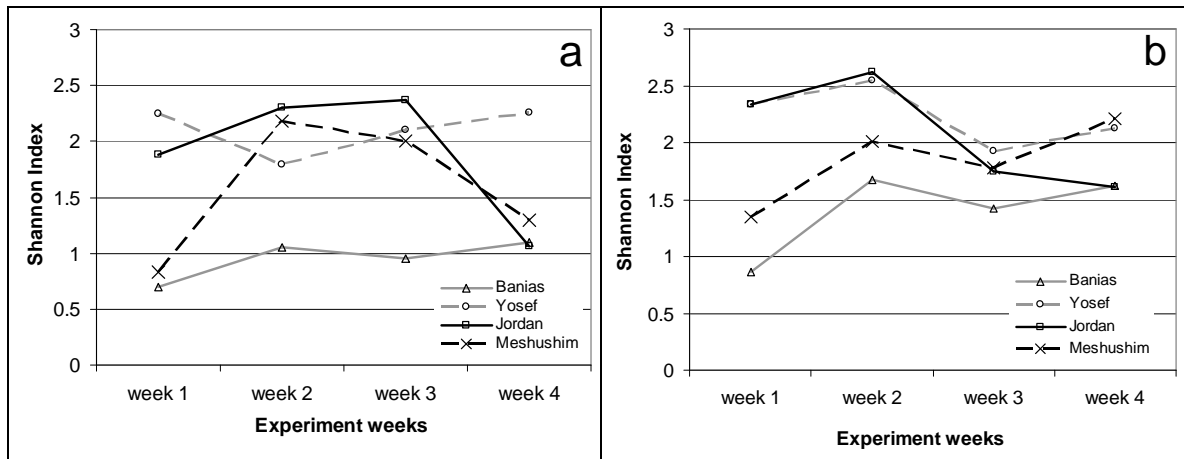 a
3
2.5
2
1.5
1
0.5
0
Shannon Index
Banias
Yosef
Jordan
Meshushim
week 1 week 2 week 3 week 4
Experiment weeks
b
3
2.5
2
1.5
1
0.5
0
Shannon Index
Banias
Yosef
Jordan
Meshushim
week 1 week 2 week 3 week 4
Experiment weeks